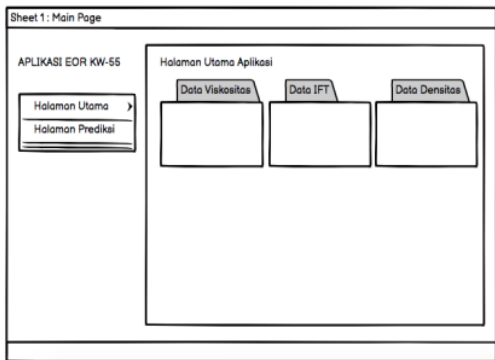 Sheet 1: Main Page
APLIKASI EOR KW-55
Halaman Utama
Halaman Prediksi
Halaman Utama Aplikasi
Data Viskositas
Data IFT
Data Densitas